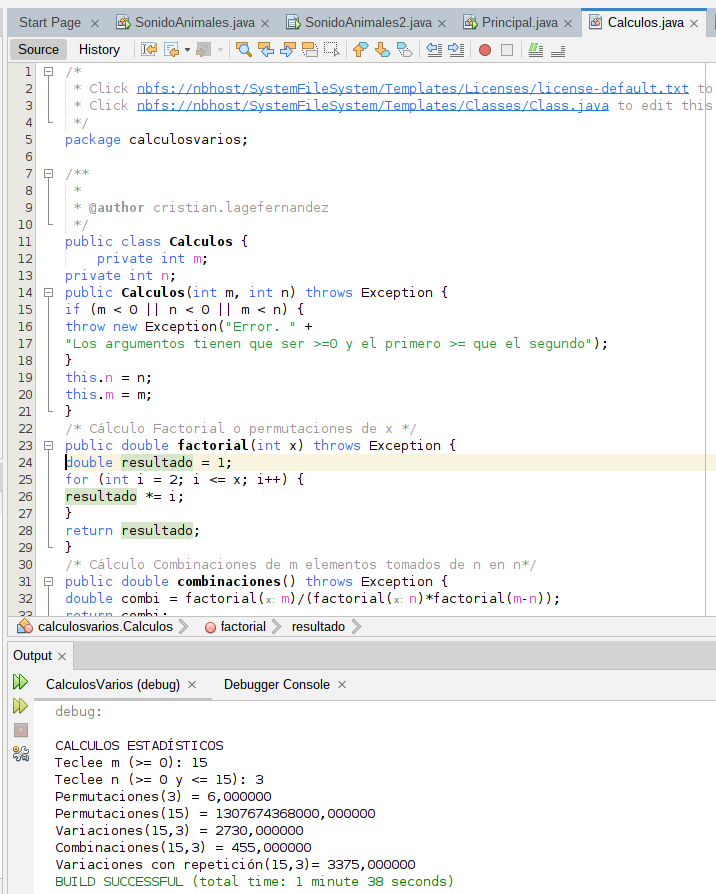 Start Page SonidoAnimales.java SonidoAnimales2.java Principal.java Calculos.java
Source History
1 /*
2 * Click nbfs://nbhost/SystemFileSystem/Templates/Licenses/license-default.txt to
3 * Click nbfs://nbhost/SystemFileSystem/Templates/Classes/Class.java to edit this
4 */
5 package calculosvarios;
6
7 /**
8 *
9 * @author cristian.lagefernandez
10 */
11 public class Calculos {
12 private int m;
13 private int n;
14 public Calculos(int m, int n) throws Exception {
15 if (m < 0 || n < 0 || m < n) {
16 throw new Exception("Error. " +
17 "Los argumentos tienen que ser >=0 y el primero >= que el segundo");
18 }
19 this.n = n;
20 this.m = m;
21 }
22 /* Cálculo Factorial o permutaciones de x */
23 public double factorial(int x) throws Exception {
24 double resultado = 1;
25 for (int i = 2; i <= x; i++) {
26 resultado *= i;
27 }
28 return resultado;
29 }
30 /* Cálculo Combinaciones de m elementos tomados de n en n*/
31 public double combinaciones() throws Exception {
32 double combi = factorial(x: m)/(factorial(x: n)*factorial(m-n));
33 return combi;
calculosvarios.Calculos factorial resultado
Output
CalculosVarios (debug) Debugger Console
debug:
CALCULOS ESTADÍSTICOS
Teclee m (>= 0): 15
Teclee n (>= 0 y <= 15): 3
Permutaciones(3) = 6,000000
Permutaciones(15) = 1307674368000,000000
Variaciones(15,3) = 2730,000000
Combinaciones(15,3) = 455,000000
Variaciones con repetición(15,3)= 3375,000000
BUILD SUCCESSFUL (total time: 1 minute 38 seconds)